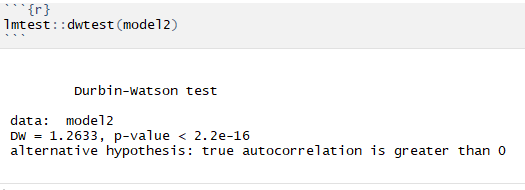 ```{r}
lmtest::dwtest(model2)
```
Durbin-Watson test
data:  model2
DW = 1.2633, p-value < 2.2e-16
alternative hypothesis: true autocorrelation is greater than 0